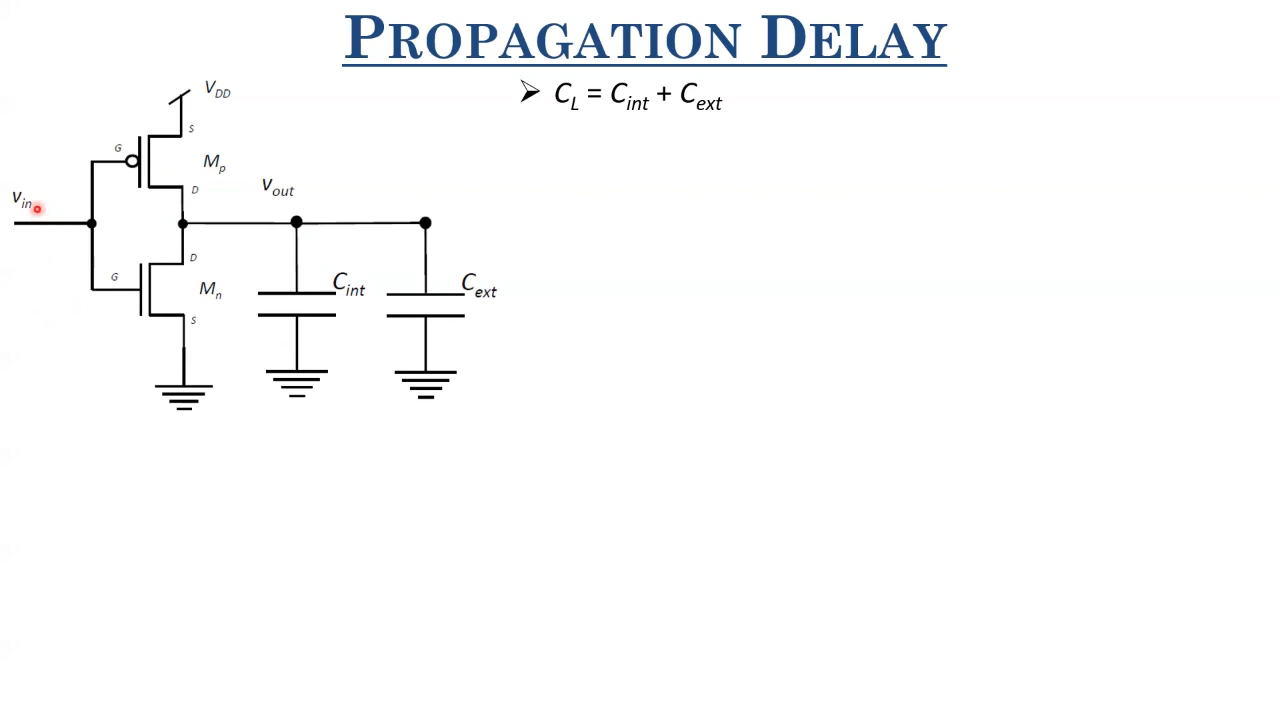 PROPAGATION DELAY
➢ C_L = C_int + C_ext
V_DD
S
G
M_p
D
v_in
v_out
D
G
M_n
C_int
C_ext
S